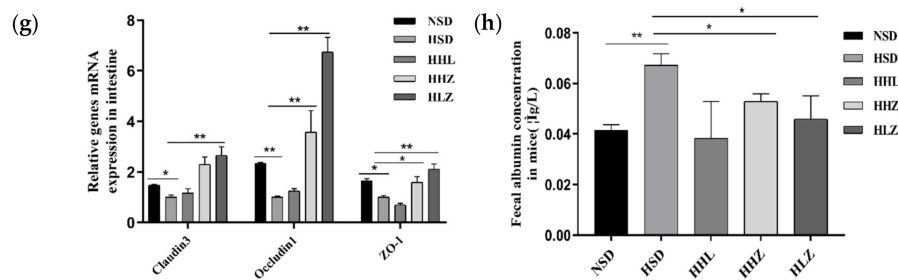 (g)
Relative genes mRNA
expression in intestine
8
6
4
2
0
*
**
**
**
**
*
*
**
Claudin3
Occludin1
ZO-1
NSD
HSD
HHL
HHZ
HLZ
(h)
Fecal albumin concentration
in mice( ¦Ìg/L)
0.08
0.06
0.04
0.02
0.00
**
*
*
NSD
HSD
HHL
HHZ
HLZ
NSD
HSD
HHL
HHZ
HLZ